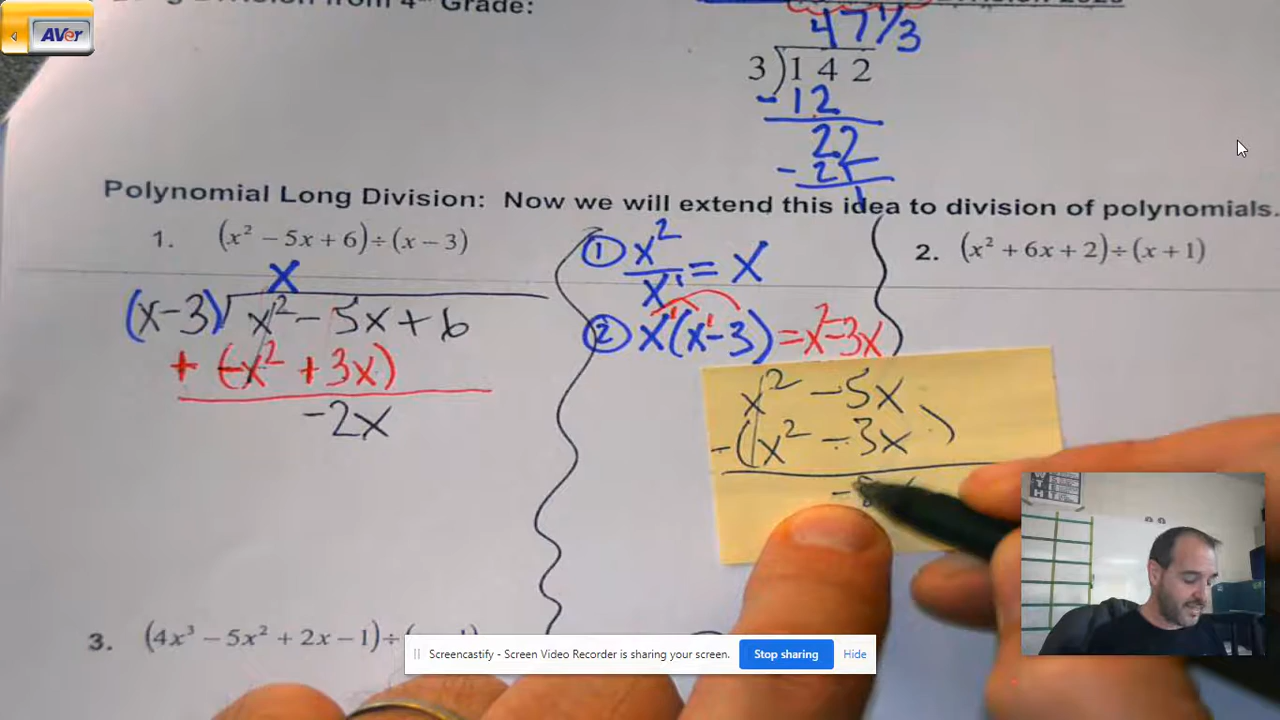 Grade:
AVer
47 1/3
3)142
-12
22
-21
1
Polynomial Long Division: Now we will extend this idea to division of polynomials.
1. (x² − 5x + 6) ÷ (x − 3)
x
(x-3) x² - 5x + 6
+ (-x² + 3x)
-2x
① x²/x¹ = x
② x¹(x¹-3) = x²-3x
x² - 5x
-(x² - 3x)
2. (x² + 6x + 2) ÷ (x + 1)
3. (4x³ − 5x² + 2x − 1) ÷
Screencastify - Screen Video Recorder is sharing your screen.
Stop sharing
Hide